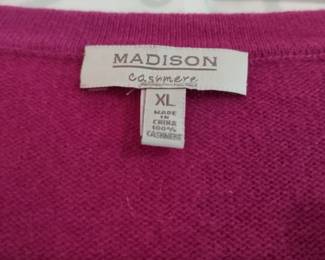 MADISON
cashmere
XL
MADE
IN
CHINA
100%
CASHMERE